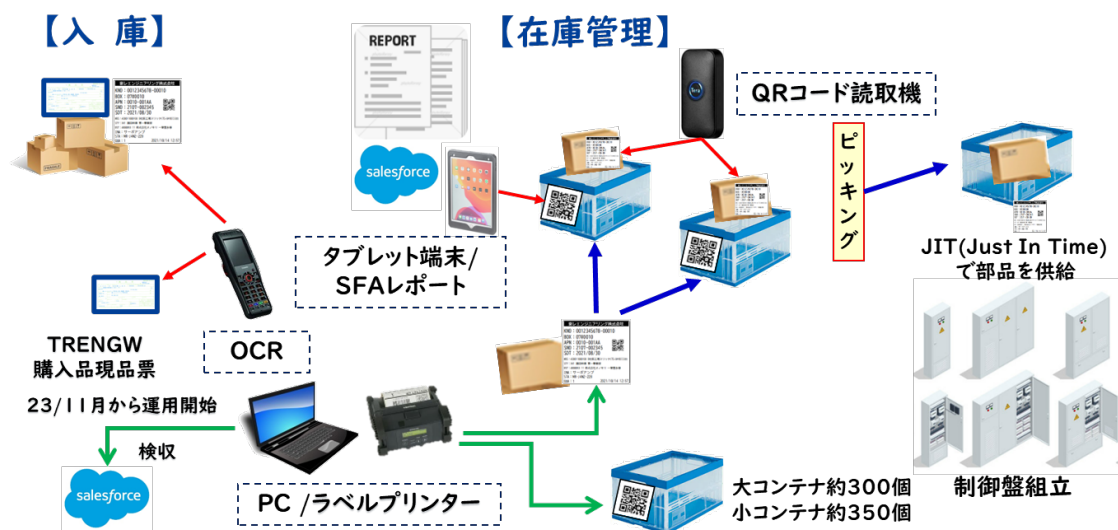 【入 庫】
【在庫管理】
REPORT
QRコード読取機
salesforce
ピッキング
タブレット端末/
SFAレポート
JIT(Just In Time)
で部品を供給
OCR
TRENGW
購入品現品票
23/11月から運用開始
検収
salesforce
PC /ラベルプリンター
大コンテナ約300個
小コンテナ約350個
制御盤組立